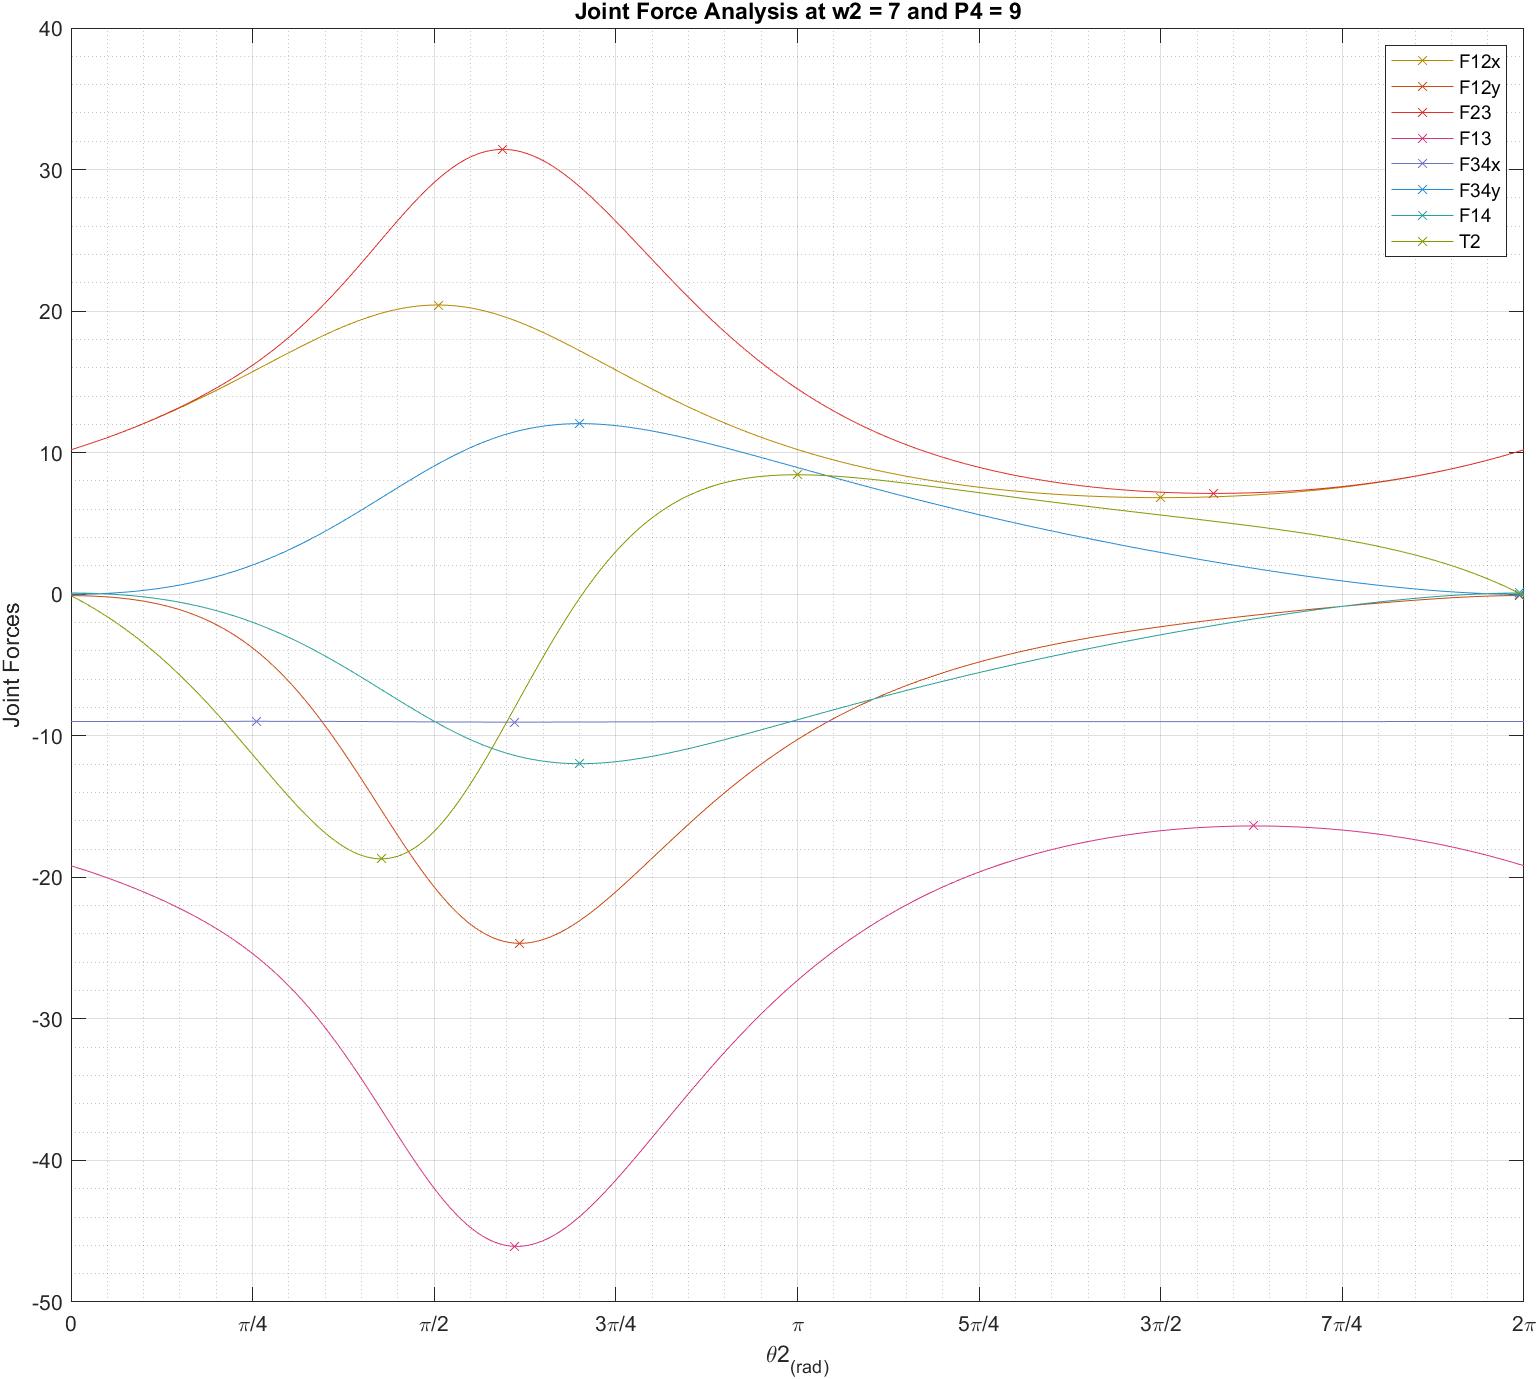 Joint Force Analysis at w2 = 7 and P4 = 9
40
30
20
10
0
-10
-20
-30
-40
-50
Joint Forces
F12x
F12y
F23
F13
F34x
F34y
F14
T2
0 π/4 π/2 3π/4 π 5π/4 3π/2 7π/4 2π
θ2(rad)